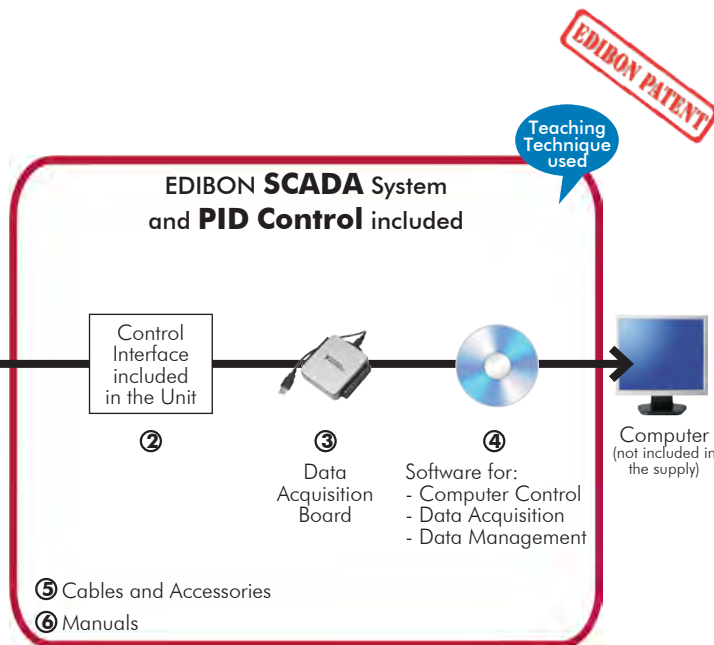 EDIBON PATENT
Teaching
Technique
used
EDIBON SCADA System
and PID Control included
Control
Interface
included
in the Unit
②
③
Data
Acquisition
Board
④
Software for:
- Computer Control
- Data Acquisition
- Data Management
Computer
(not included in
the supply)
⑤ Cables and Accessories
⑥ Manuals